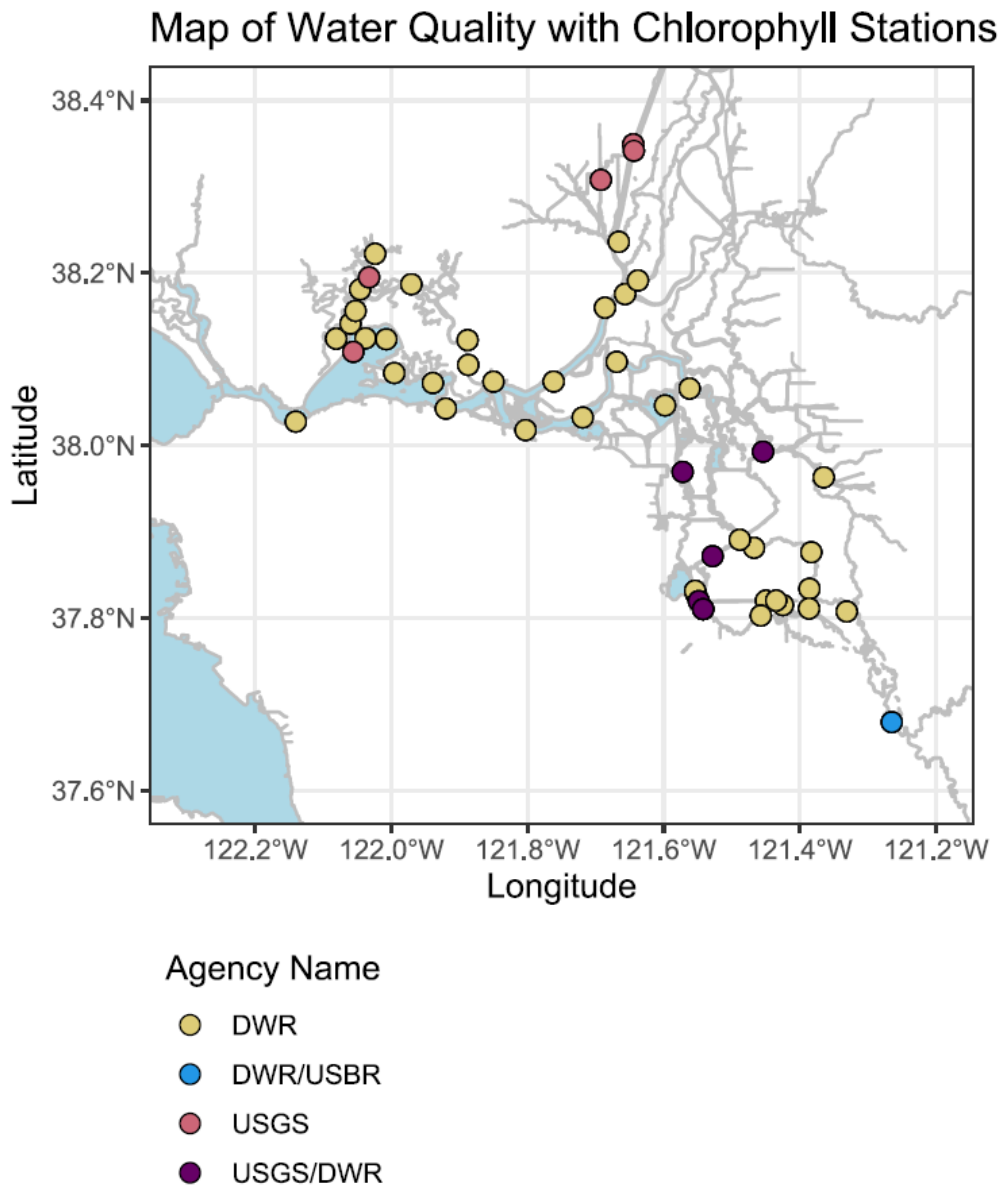 Map of Water Quality with Chlorophyll Stations
38.4°N
38.2°N
38.0°N
37.8°N
37.6°N
Latitude
122.2°W 122.0°W 121.8°W 121.6°W 121.4°W 121.2°W
Longitude
Agency Name
DWR
DWR/USBR
USGS
USGS/DWR